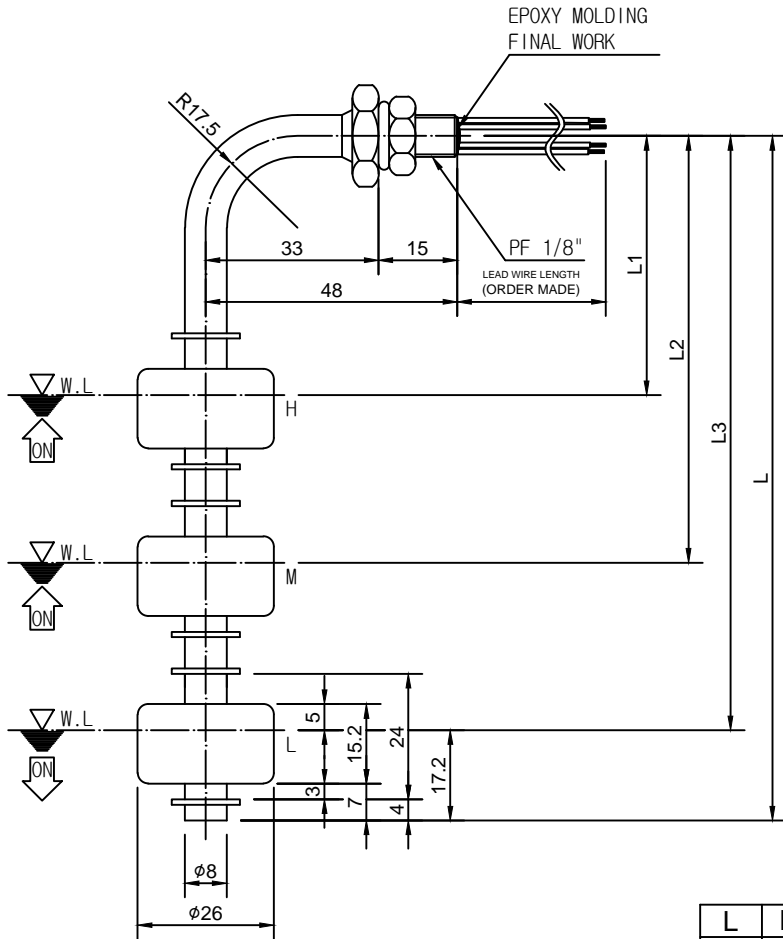 EPOXY MOLDING
FINAL WORK
R17.5
33
15
PF 1/8"
LEAD WIRE LENGTH
(ORDER MADE)
48
L1
L2
L3
L
W.L
H
ON
W.L
M
ON
W.L
L
ON
5
15.2
24
17.2
3
7
4
φ8
φ26
L